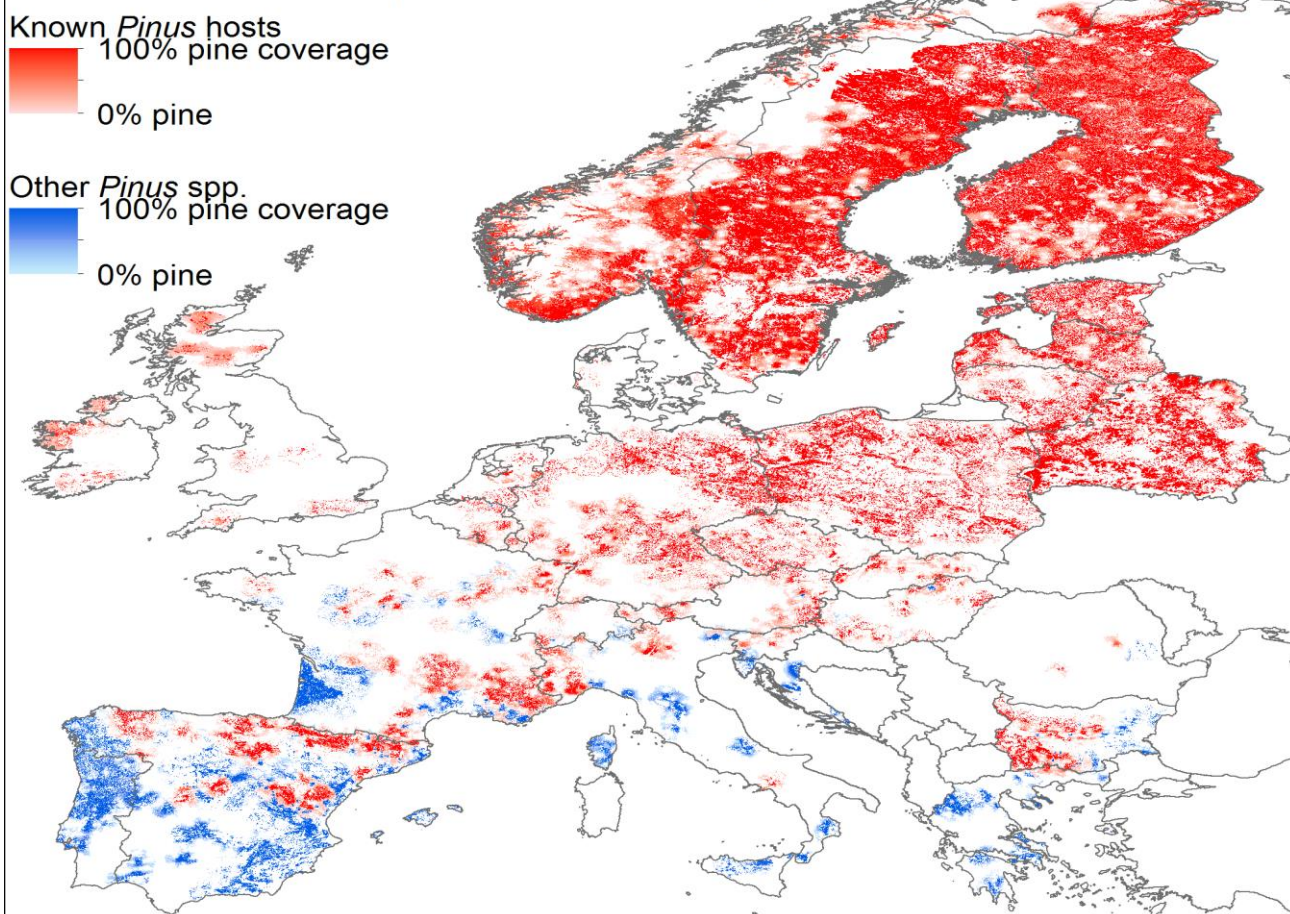 Known Pinus hosts
100% pine coverage
0% pine
Other Pinus spp.
100% pine coverage
0% pine